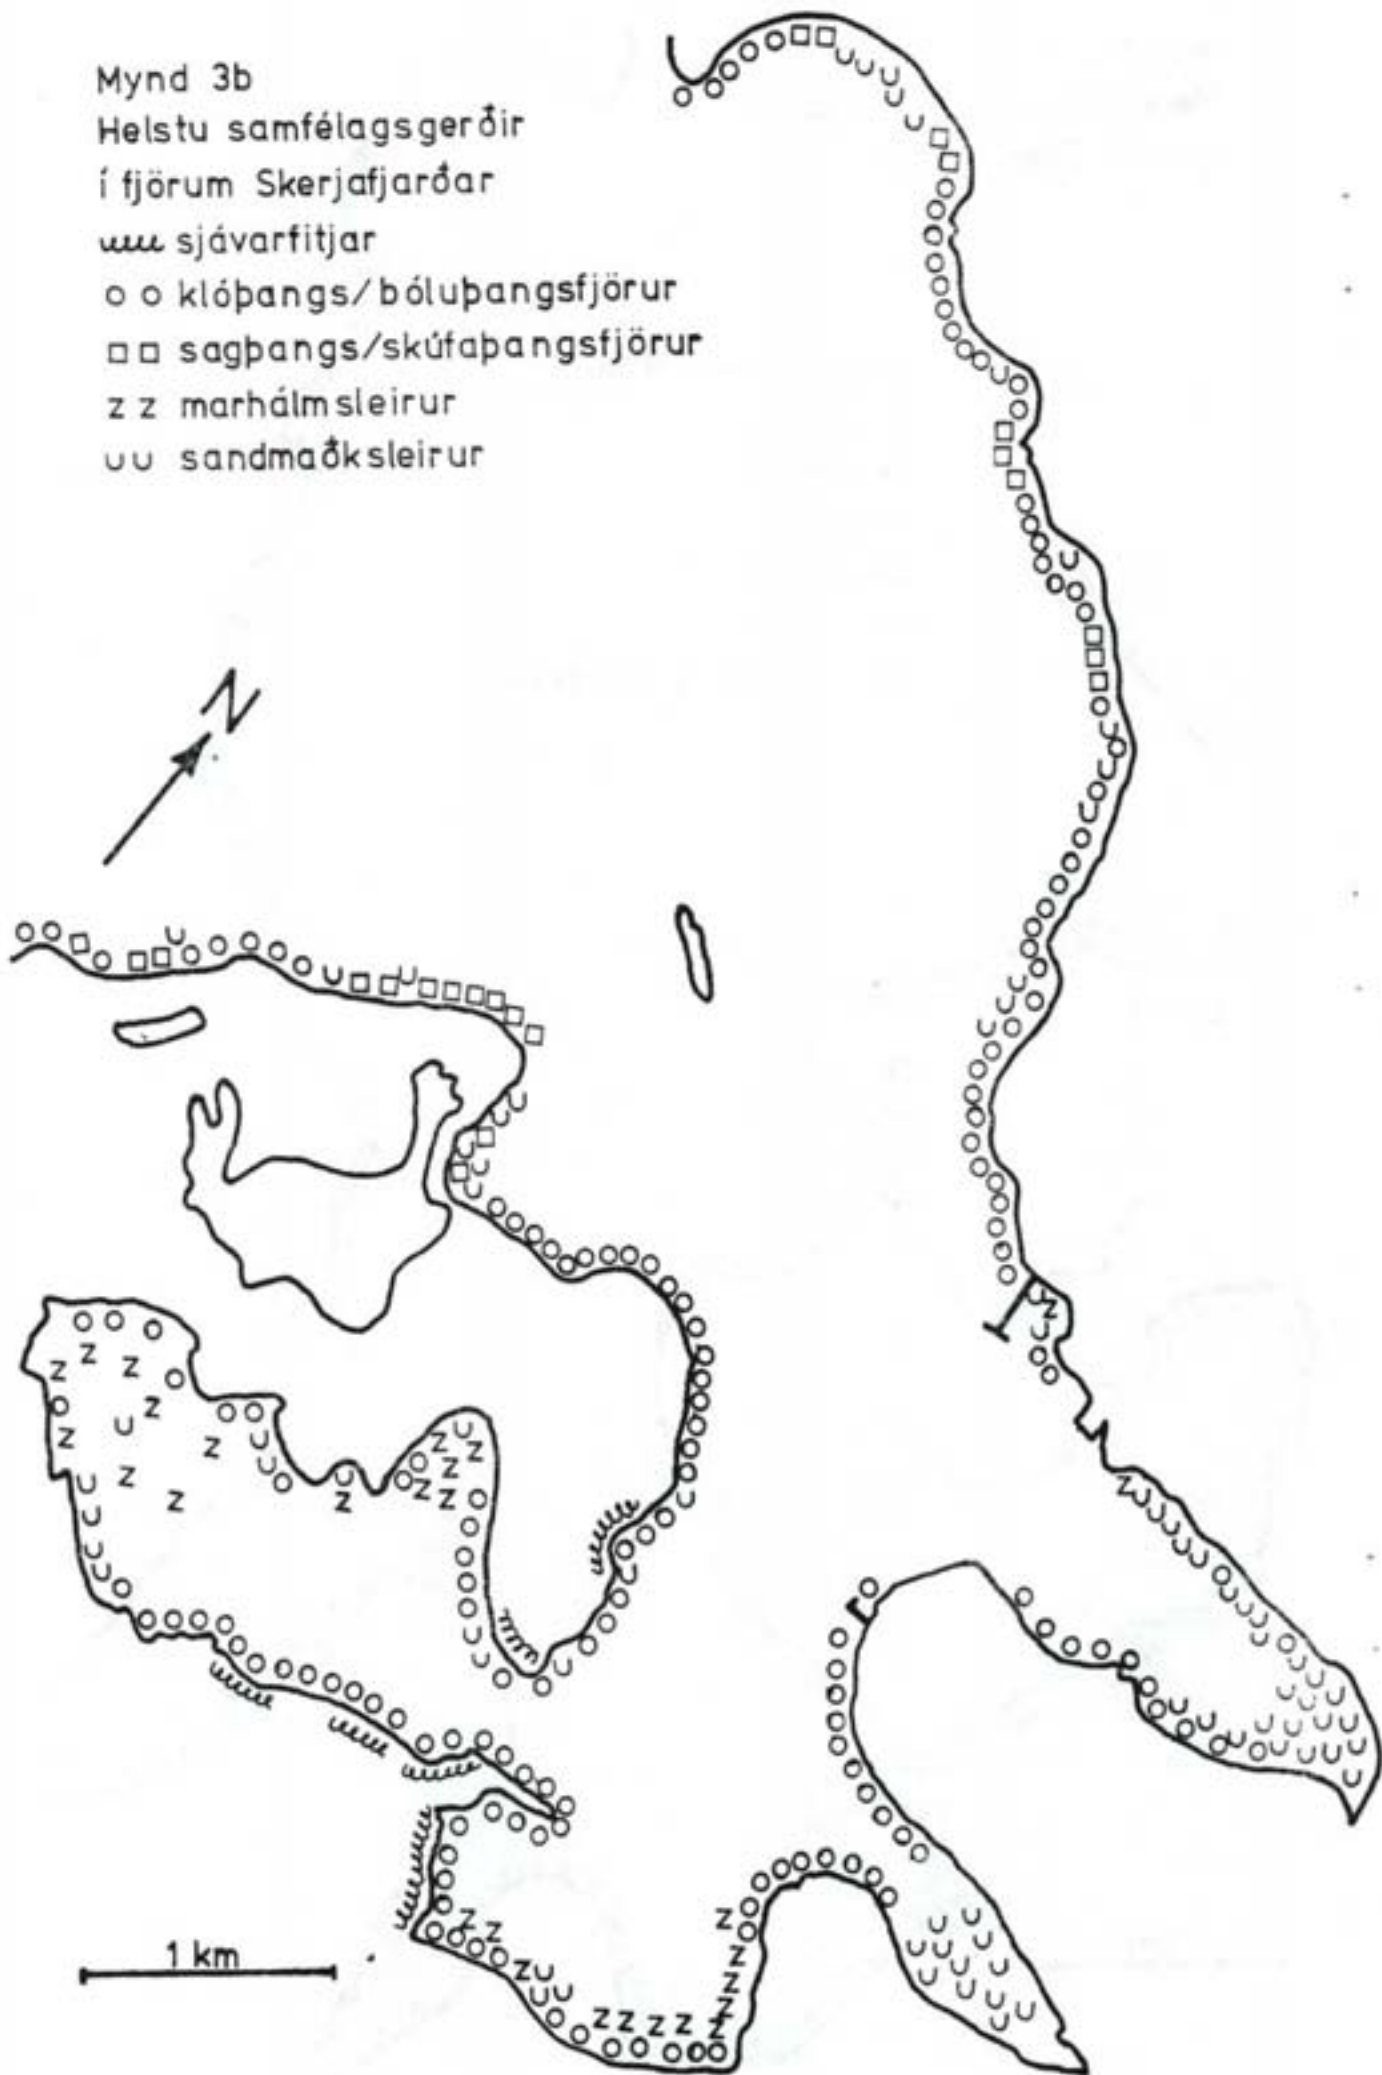 Mynd 3b
Helstu samfélagsgerðir
í fjörum Skerjafjarðar
sjávarfitjar
klóþangs/bóluþangsfjörur
sagþangs/skúfaþangsfjörur
z z marhálmsleirur
sandmaðksleirur
N
1 km